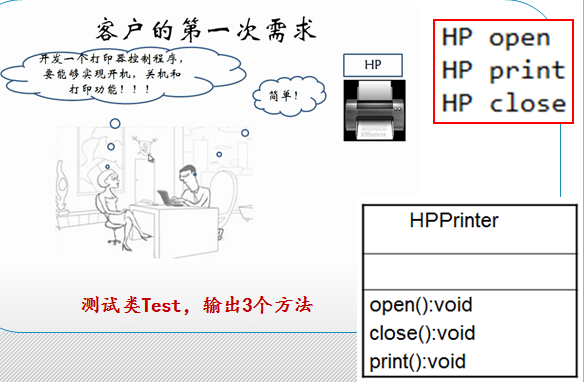 客户的第一次需求
开发一个打印器控制程序,
要能够实现开机，关机和
打印功能！！！
简单！
HP
HP open
HP print
HP close
HPPrinter
open():void
close():void
print():void
测试类Test，输出3个方法